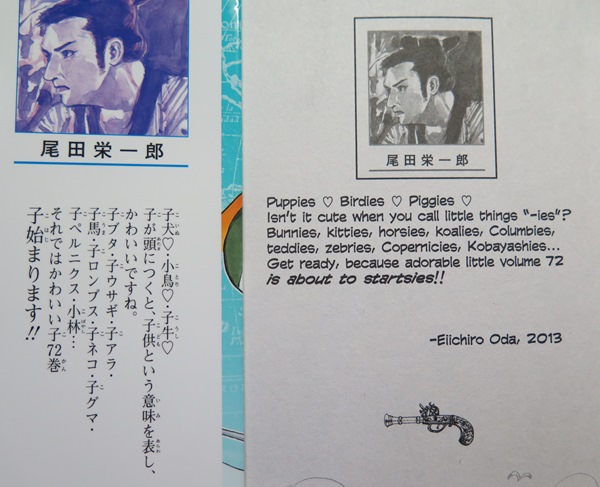 尾田栄一郎
子犬♡・小鳥♡・子牛♡
子が頭につくと、子供という意味を表し、
かわいいですね。
子ブタ・子ウサギ・子アラ・
子馬・子ロンブス・子ネコ・子グマ・
子ペルニクス・小林…
それではかわいい子72巻
子始まります!!
尾田栄一郎
Puppies ♡ Birdies ♡ Piggies ♡
Isn't it cute when you call little things "-ies"?
Bunnies, kitties, horsies, koalies, Columbies,
teddies, zebries, Copernicies, Kobayashies...
Get ready, because adorable little volume 72
is about to startsies!!
-Eiichiro Oda, 2013